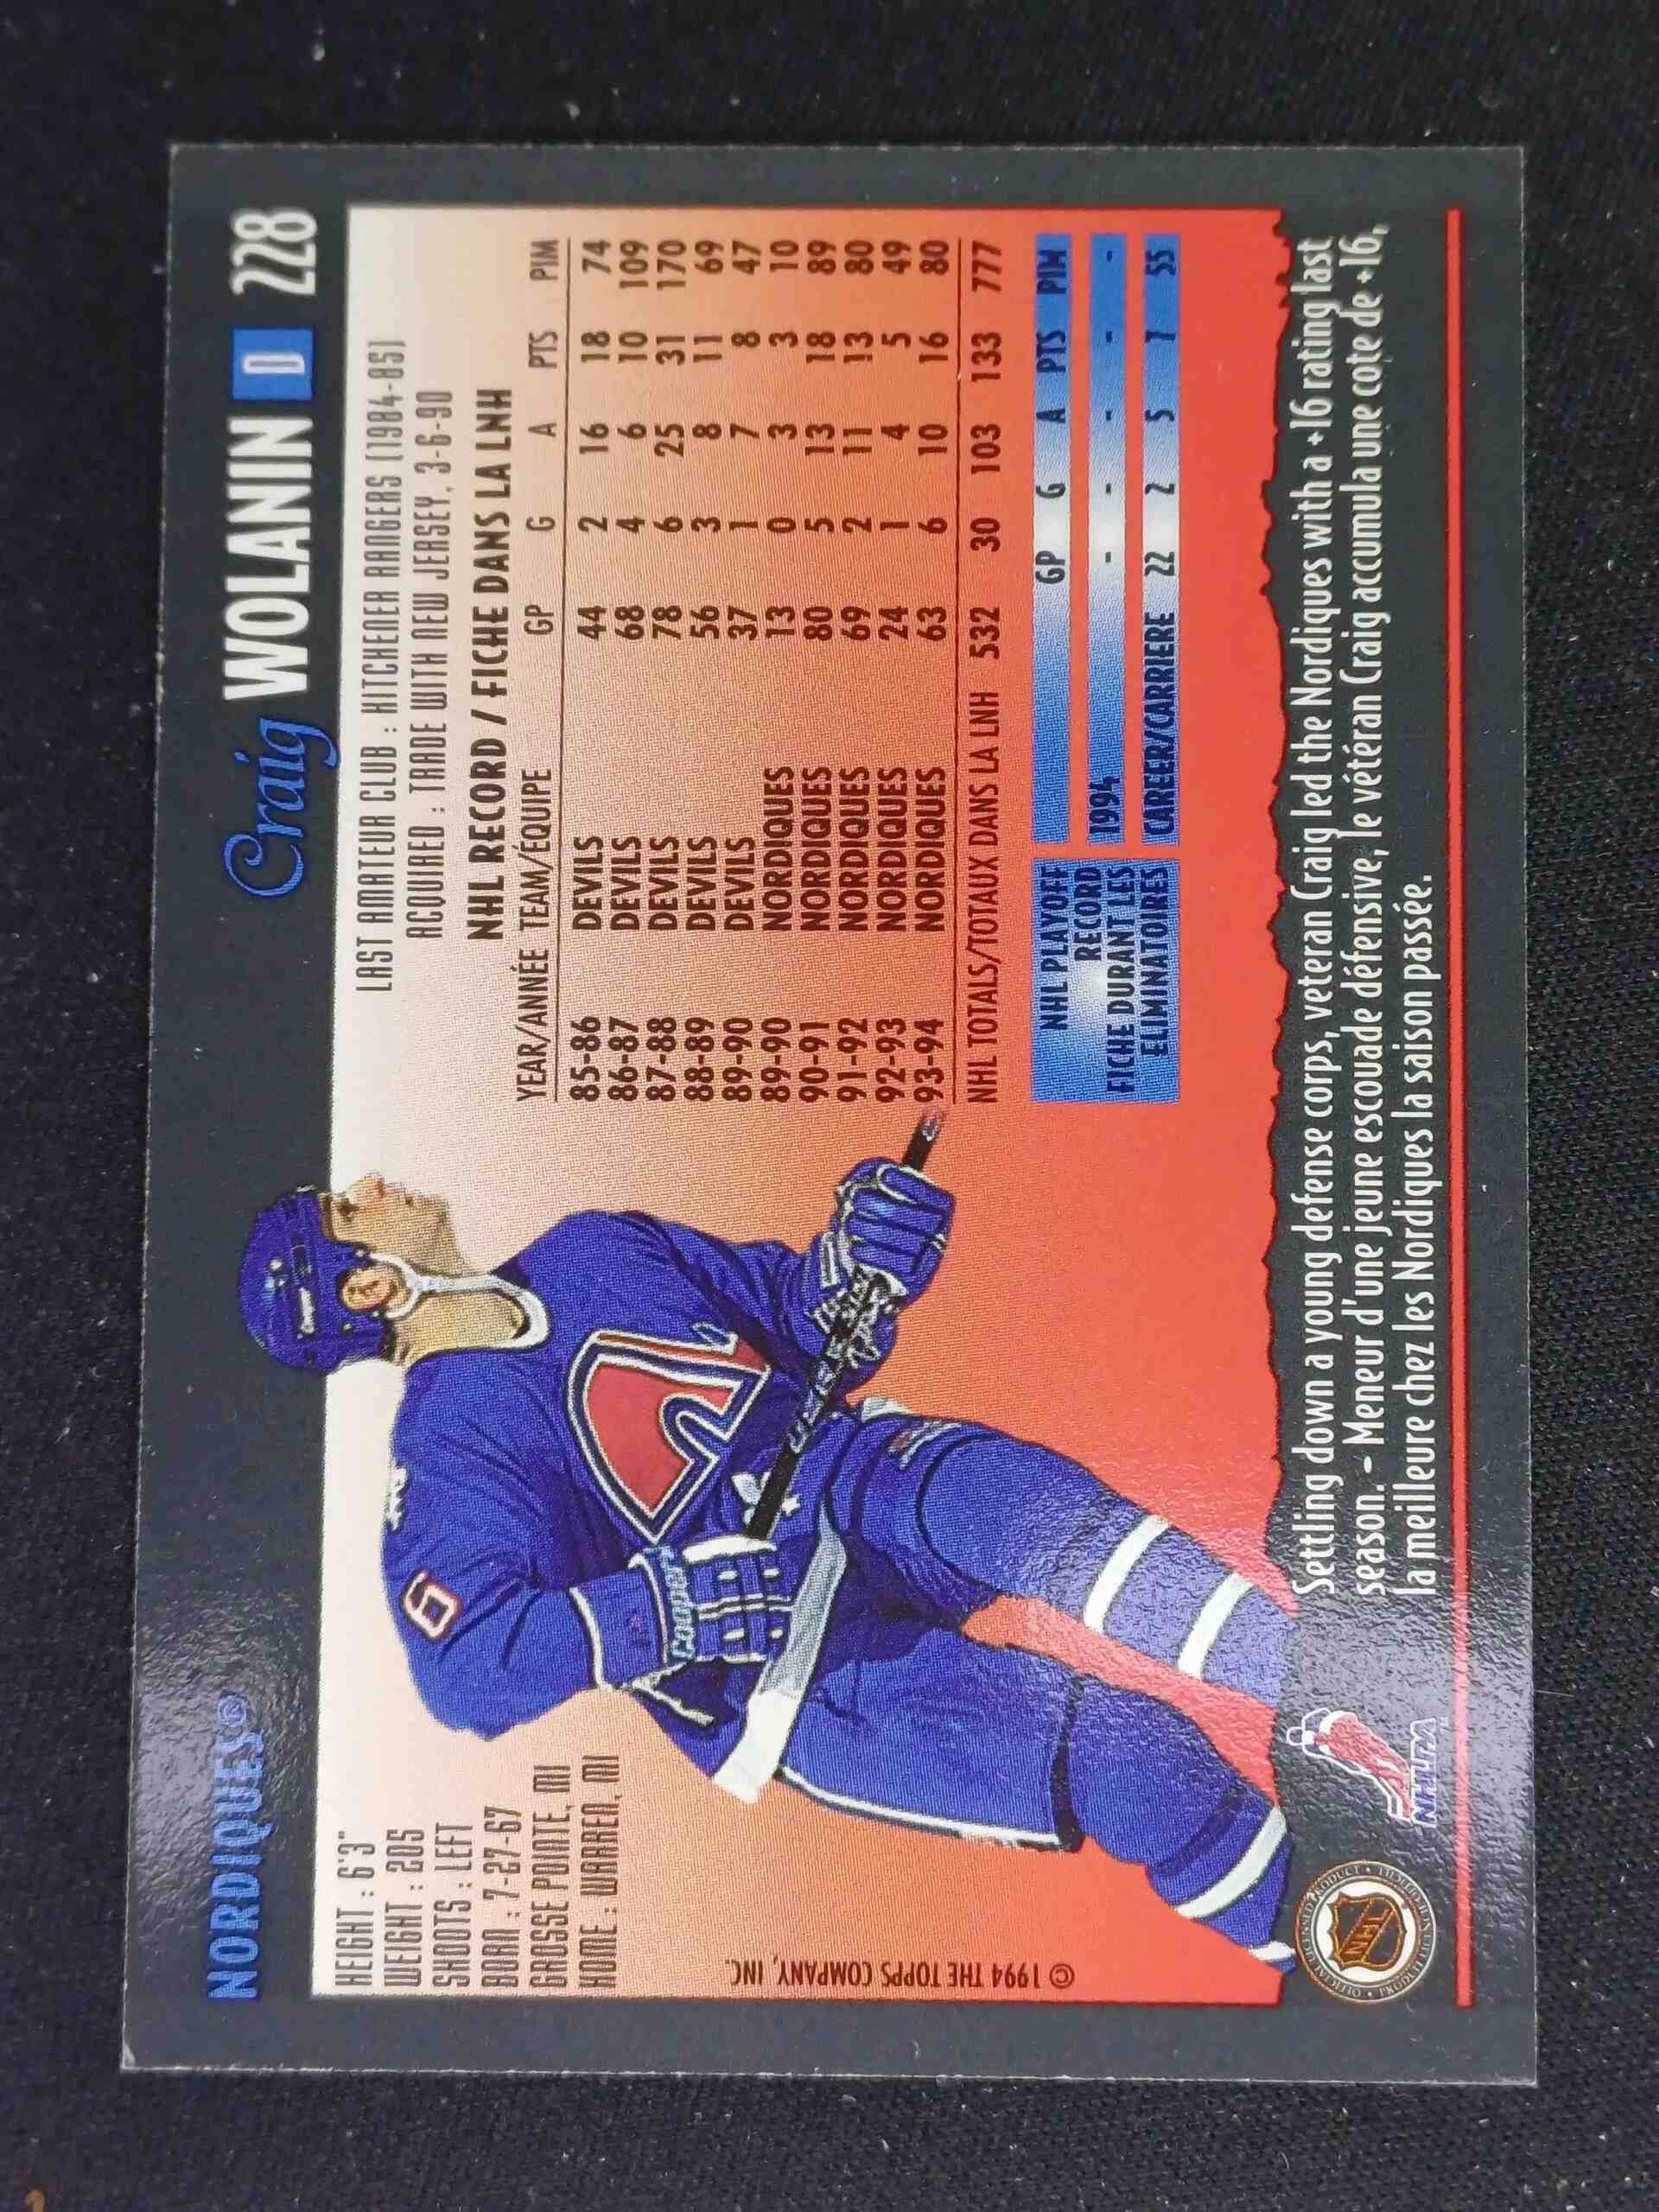 NORDIQUES®
Craig WOLANIN D 228
HEIGHT : 6'3"
WEIGHT : 205
SHOOTS : LEFT
BORN : 7-27-67
GROSSE POINTE, MI
HOME : WARREN, MI
LAST AMATEUR CLUB : KITCHENER RANGERS (1984-85)
ACQUIRED : TRADE WITH NEW JERSEY, 3-6-90
NHL RECORD / FICHE DANS LA LNH
YEAR/ANNÉE TEAM/ÉQUIPE GP G A PTS PIM
85-86 DEVILS 44 2 16 18 74
86-87 DEVILS 68 4 6 10 109
87-88 DEVILS 78 6 25 31 170
88-89 DEVILS 56 3 8 11 69
89-90 DEVILS 37 1 7 8 47
89-90 NORDIQUES 13 0 3 3 10
90-91 NORDIQUES 80 5 13 18 89
91-92 NORDIQUES 69 2 11 13 80
92-93 NORDIQUES 24 1 4 5 49
93-94 NORDIQUES 63 6 10 16 80
NHL TOTALS/TOTAUX DANS LA LNH 532 30 103 133 777
NHL PLAYOFF
RECORD
FICHE DURANT LES
ELIMINATOIRES
GP G A PTS PIM
1994 - - - - -
CAREER/CARRIERE 22 2 5 7 55
6
Cooper
© 1994 THE TOPPS COMPANY, INC.
Settling down a young defense corps, veteran Craig led the Nordiques with a +16 rating last
season. - Meneur d'une jeune escouade défensive, le vétéran Craig accumula une cote de +16,
la meilleure chez les Nordiques la saison passée.
NHL
NHLPA